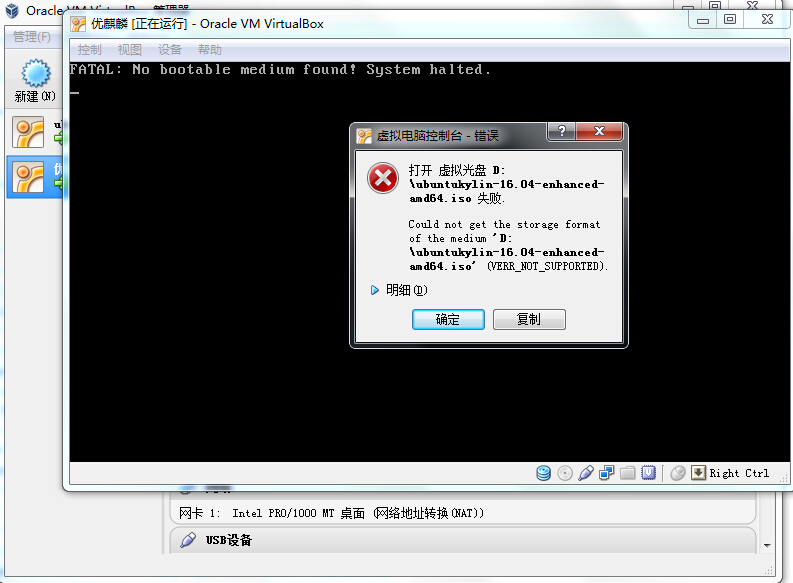 Oracle VM VirtualB 管理器
优麒麟 [正在运行] - Oracle VM VirtualBox
管理(F)
控制 视图 设备 帮助
FATAL: No bootable medium found! System halted.
新建(N)
虚拟电脑控制台 - 错误
打开 虚拟光盘 D:
\ubuntukylin-16.04-enhanced-
amd64.iso 失败.
Could not get the storage format
of the medium 'D:
\ubuntukylin-16.04-enhanced-
amd64.iso' (VERR_NOT_SUPPORTED).
明细(D)
确定 复制
Right Ctrl
网卡 1: Intel PRO/1000 MT 桌面 (网络地址转换(NAT))
USB设备